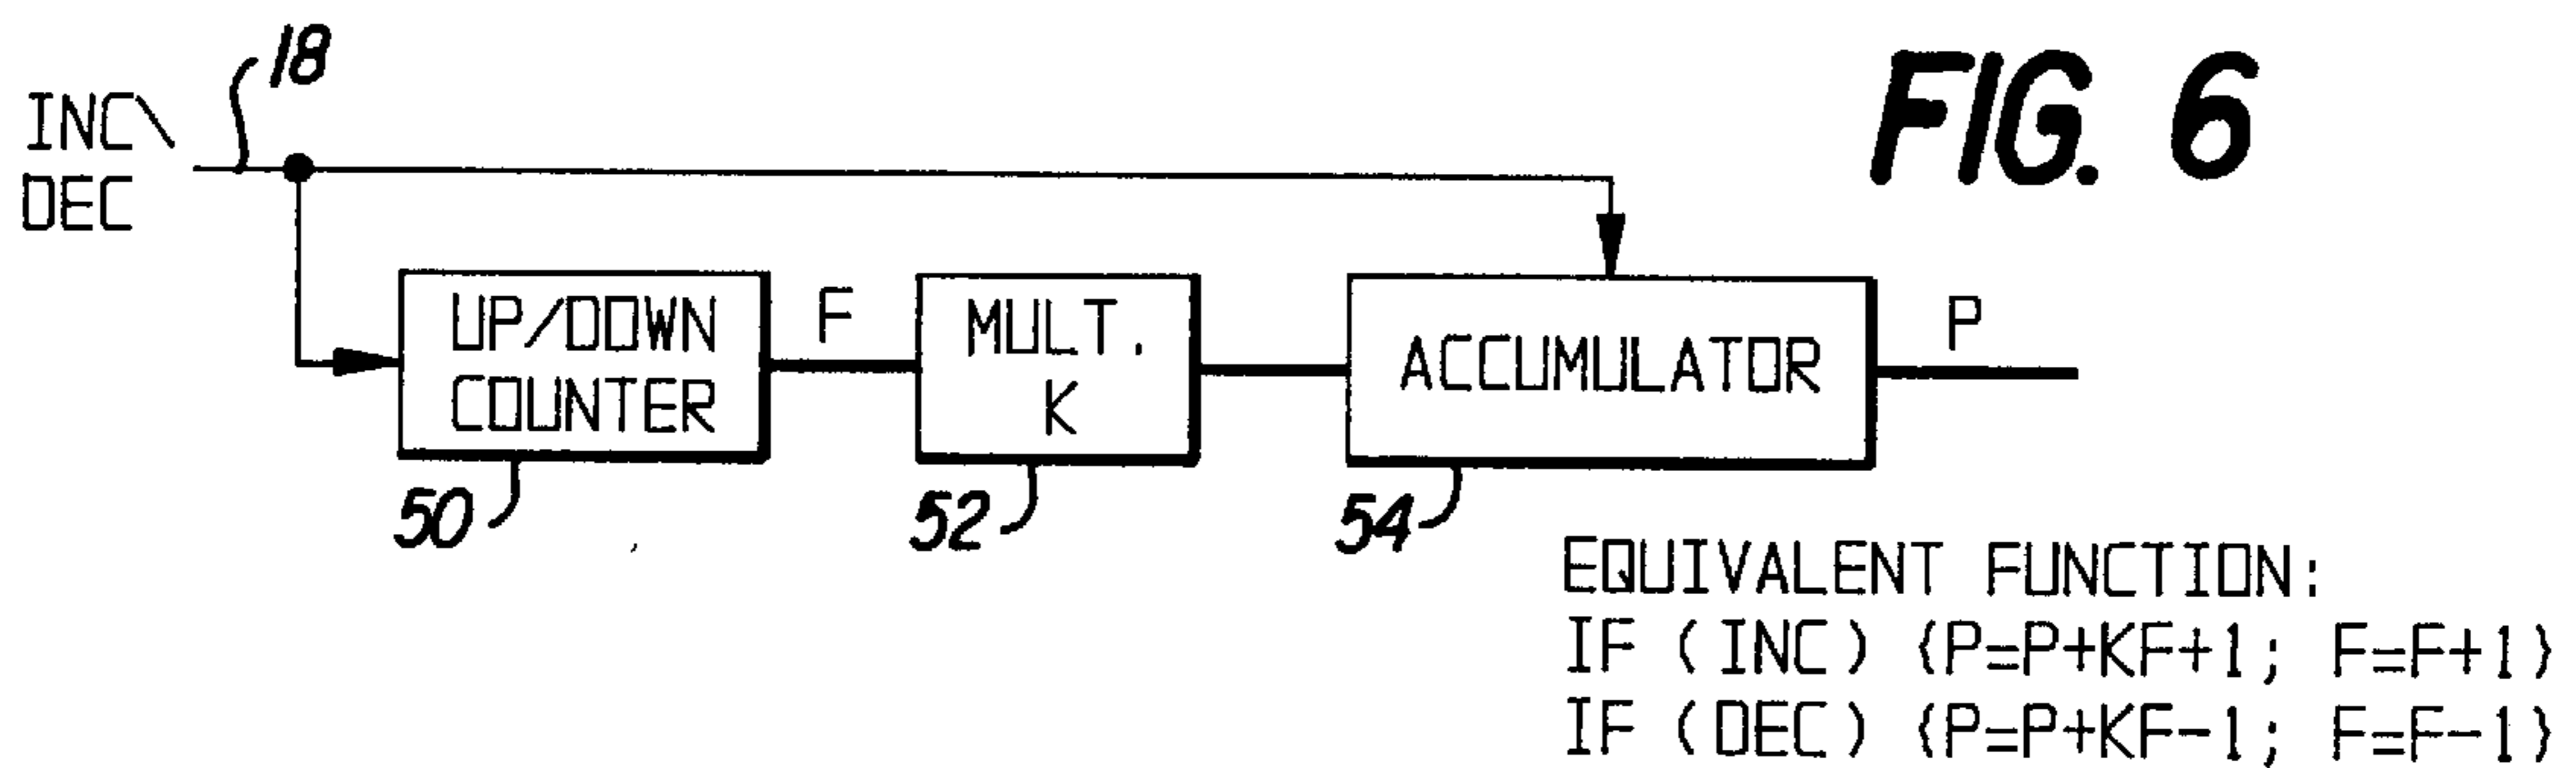 18
FIG. 6
INC\
DEC
UP/DOWN
COUNTER
F
MULT.
K
ACCUMULATOR
P
50
52
54
EQUIVALENT FUNCTION:
IF (INC) {P=P+KF+1; F=F+1}
IF (DEC) {P=P+KF-1; F=F-1}